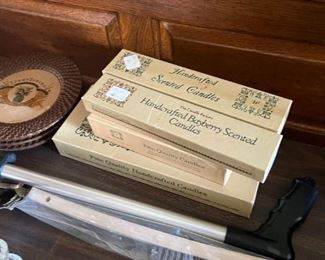 Handcrafted
Scented Candles
Handcrafted Bayberry Scented
Candles
Fine Quality Candles
Fine Quality Handcrafted Candles